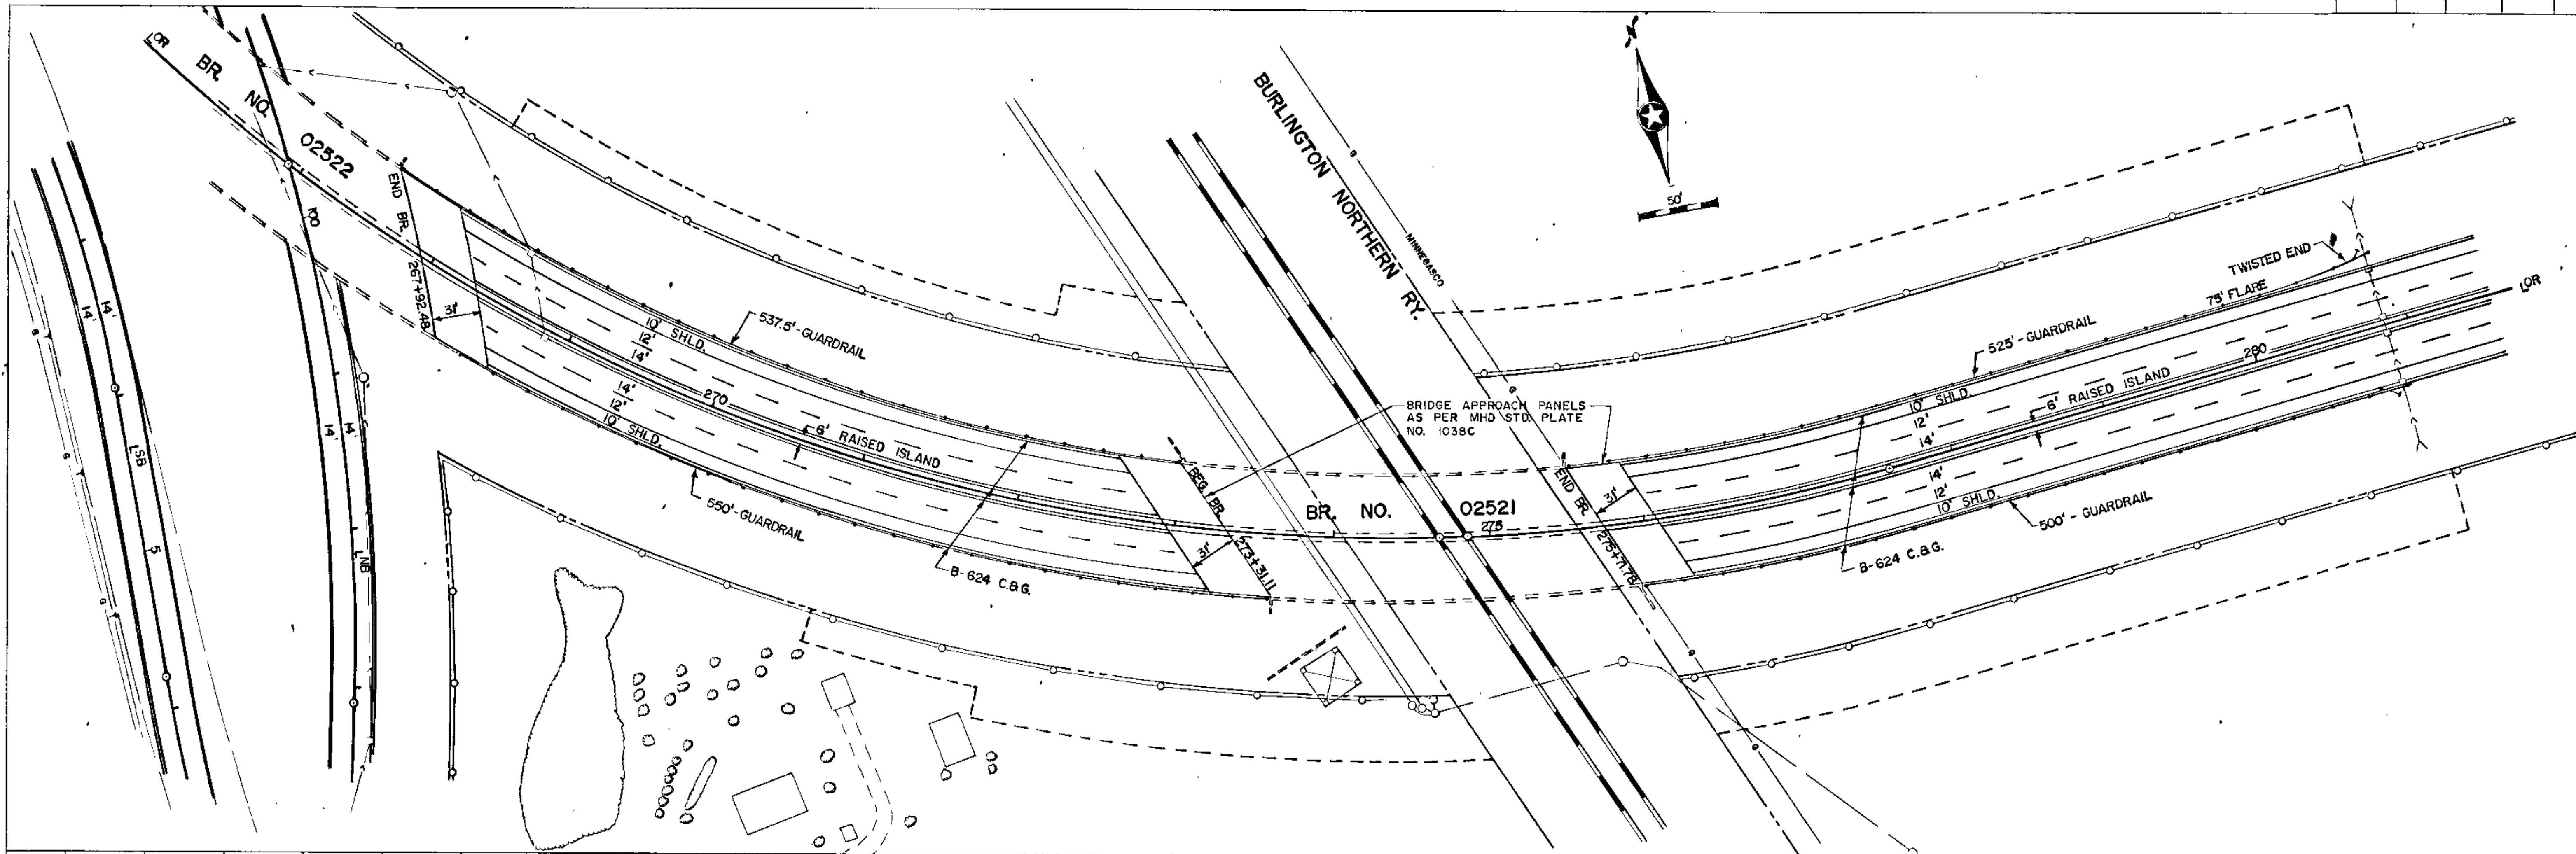 LOR
BR. NO. 02522
END BR.
267+92.48
31'
100
14'
14'
LSB
5
14'
14'
LNB
G
G
G
G
10' SHLD.
12'
14'
537.5'-GUARDRAIL
270
14'
12'
10' SHLD.
6' RAISED ISLAND
550'-GUARDRAIL
B-624 C.&G.
BEG. BR.
273+31.11
31'
BRIDGE APPROACH PANELS
AS PER MHD STD. PLATE
NO. 1038C
BURLINGTON NORTHERN RY.
MINNEGASCO
N
50'
BR. NO. 02521
275
END BR.
275+71.78
31'
525'-GUARDRAIL
10' SHLD.
12'
14'
6' RAISED ISLAND
280
14'
12'
10' SHLD.
500'-GUARDRAIL
B-624 C.&G.
75' FLARE
TWISTED END
LOR